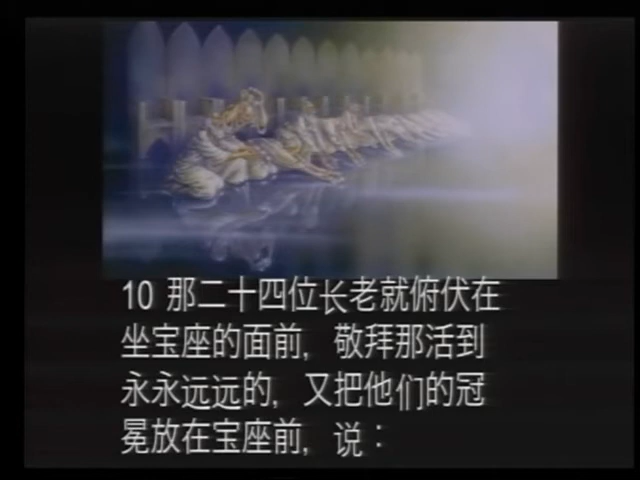 10 那二十四位长老就俯伏在
坐宝座的面前，敬拜那活到
永永远远的，又把他们的冠
冕放在宝座前，说：